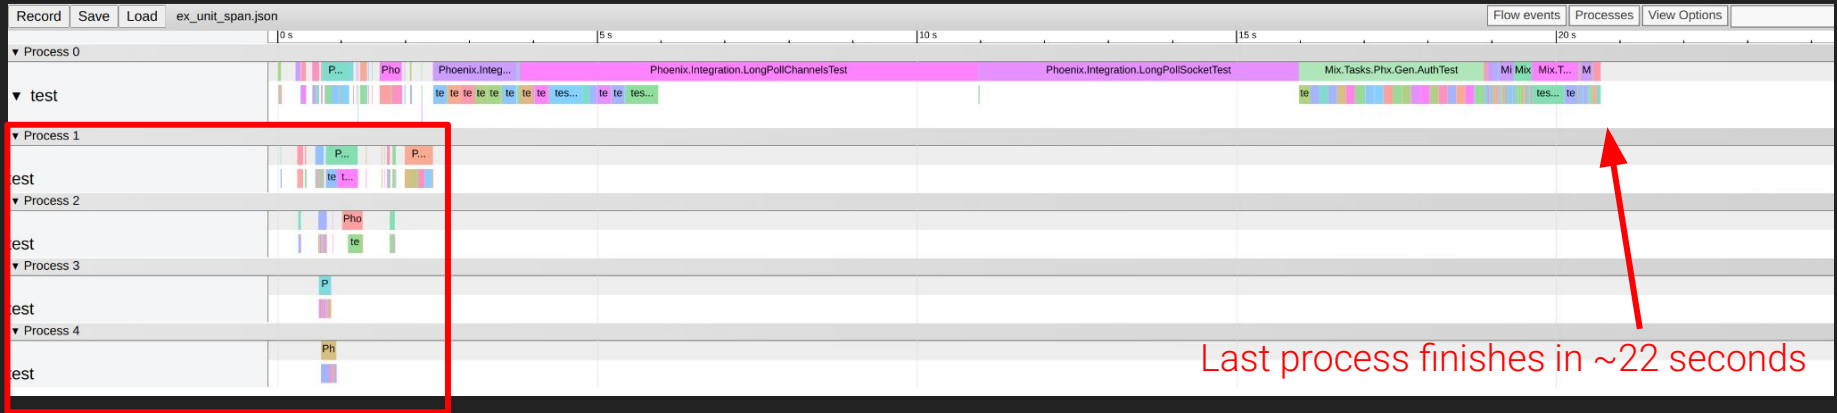 Record Save Load ex_unit_span.json Flow events Processes View Options
0 s 5 s 10 s 15 s 20 s
▼ Process 0
P... Pho Phoenix.Integ... Phoenix.Integration.LongPollChannelsTest Phoenix.Integration.LongPollSocketTest Mix.Tasks.Phx.Gen.AuthTest Mi Mix Mix.T... M
▼ test te te te te te te te te tes... te te tes... te tes... te
▼ Process 1
P... P...
est te t...
▼ Process 2
Pho
est te
▼ Process 3
P
est
▼ Process 4
Ph
est
Last process finishes in ~22 seconds